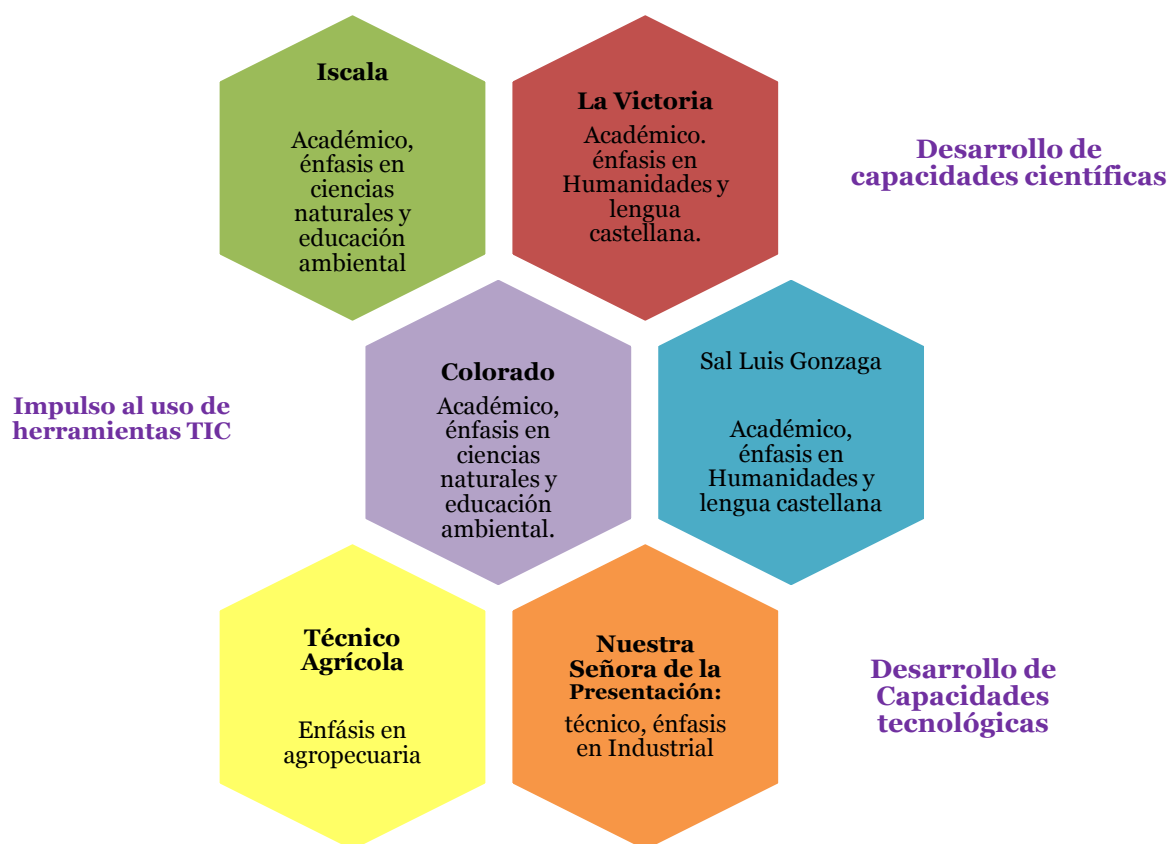 Iscala
Académico,
énfasis en
ciencias
naturales y
educación
ambiental
La Victoria
Académico.
énfasis en
Humanidades y
lengua
castellana.
Desarrollo de
capacidades científicas
Impulso al uso de
herramientas TIC
Colorado
Académico,
énfasis en
ciencias
naturales y
educación
ambiental.
Sal Luis Gonzaga
Académico,
énfasis en
Humanidades y
lengua castellana
Técnico
Agrícola
Enfásis en
agropecuaria
Nuestra
Señora de la
Presentación:
técnico, énfasis
en Industrial
Desarrollo de
Capacidades
tecnológicas